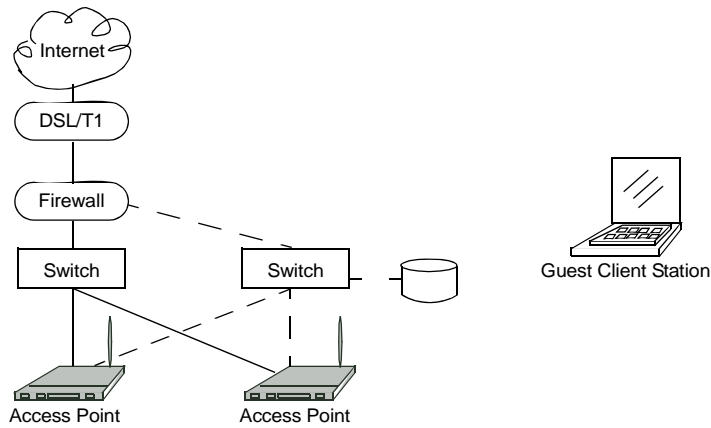 Internet
DSL/T1
Firewall
Switch
Switch
Guest Client Station
Access Point
Access Point